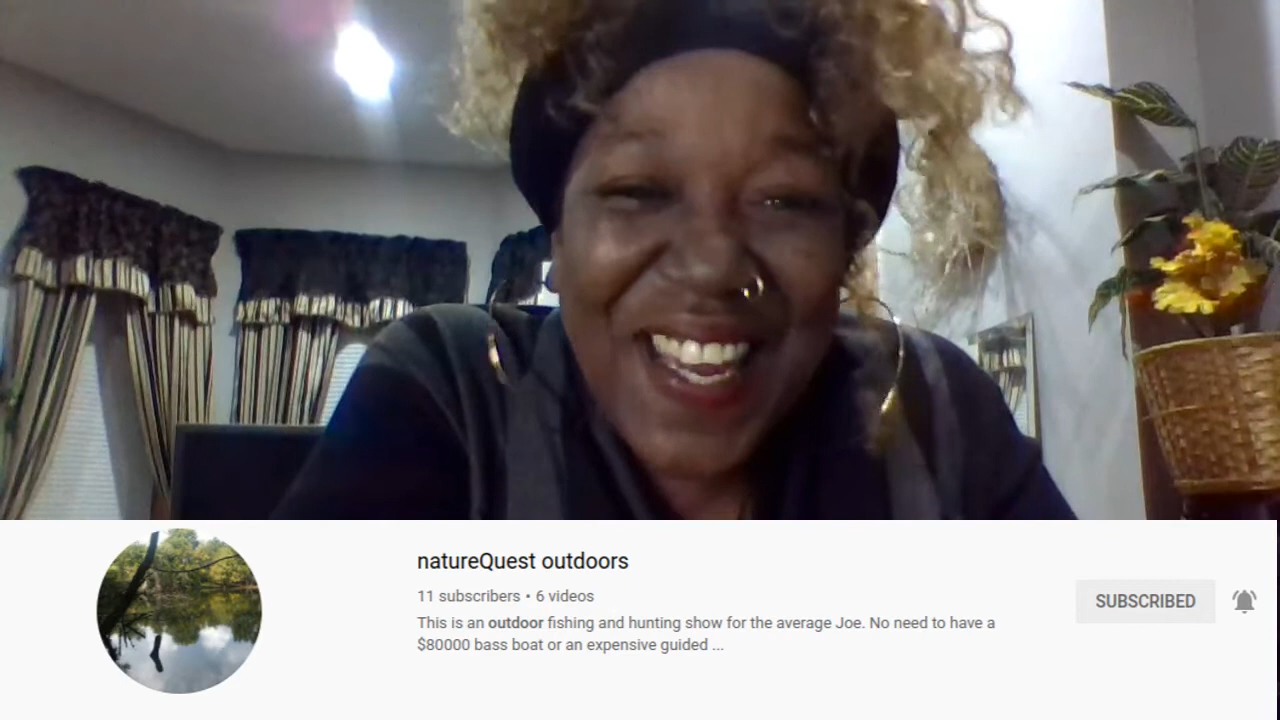 natureQuest outdoors
11 subscribers • 6 videos
SUBSCRIBED
This is an outdoor fishing and hunting show for the average Joe. No need to have a
$80000 bass boat or an expensive guided ...